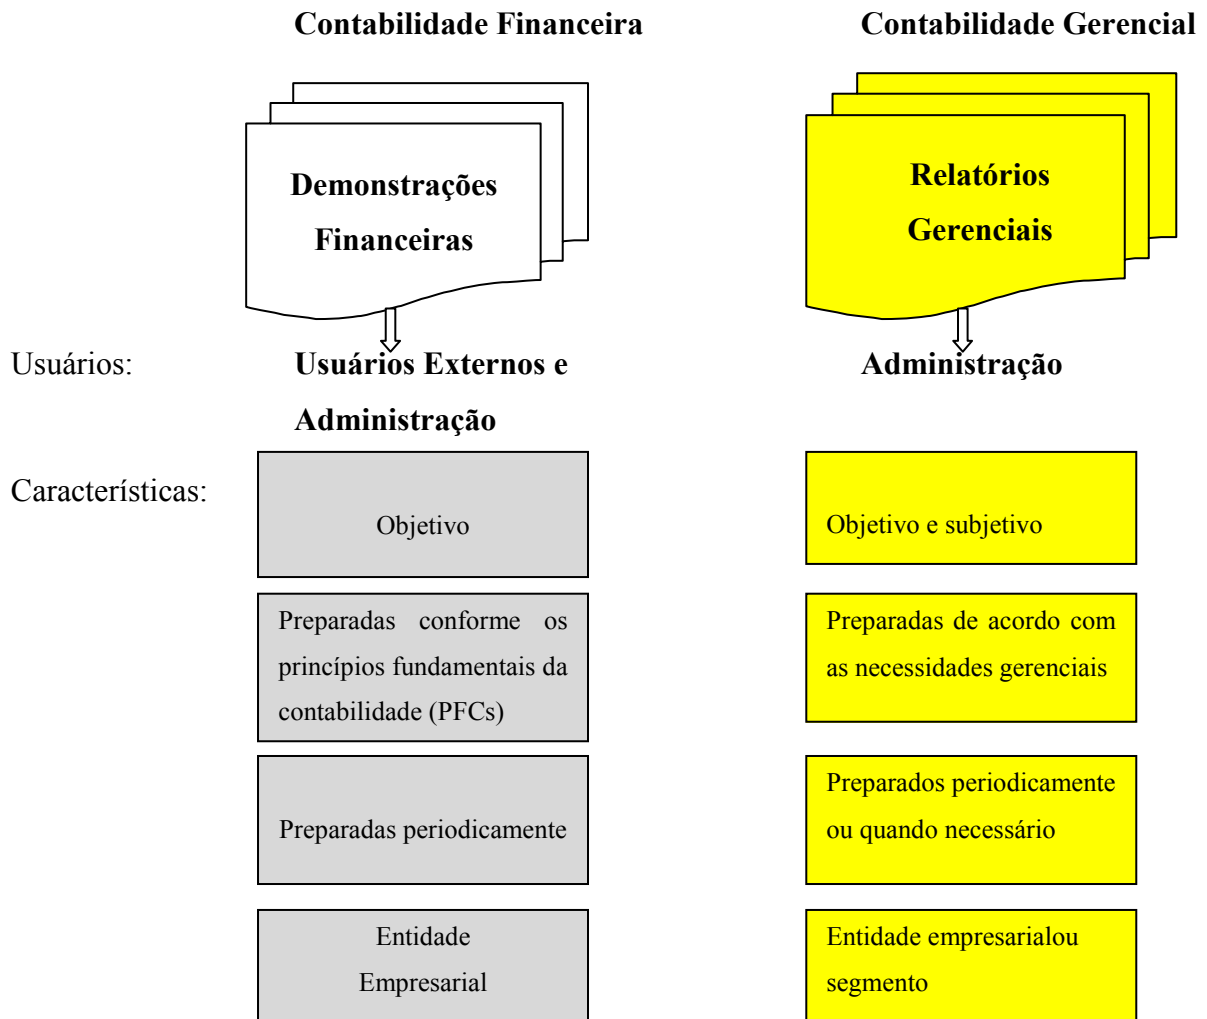 Contabilidade Financeira
Contabilidade Gerencial
Demonstrações
Financeiras
Relatórios
Gerenciais
Usuários:
Usuários Externos e
Administração
Administração
Características:
Objetivo
Objetivo e subjetivo
Preparadas conforme os
princípios fundamentais da
contabilidade (PFCs)
Preparadas de acordo com
as necessidades gerenciais
Preparadas periodicamente
Preparados periodicamente
ou quando necessário
Entidade
Empresarial
Entidade empresarialou
segmento